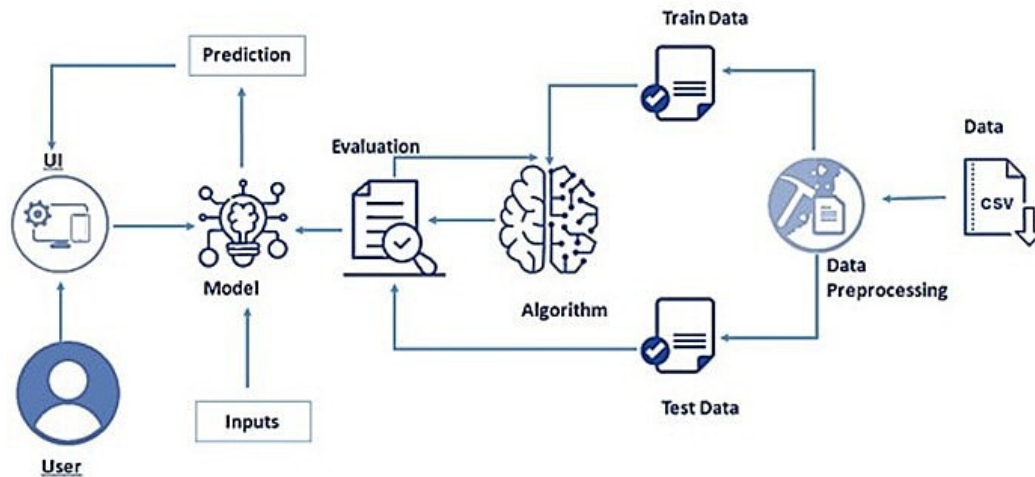 Train Data
Prediction
Data
Evaluation
UI
CSV
Model
Data
Preprocessing
Algorithm
Inputs
Test Data
User